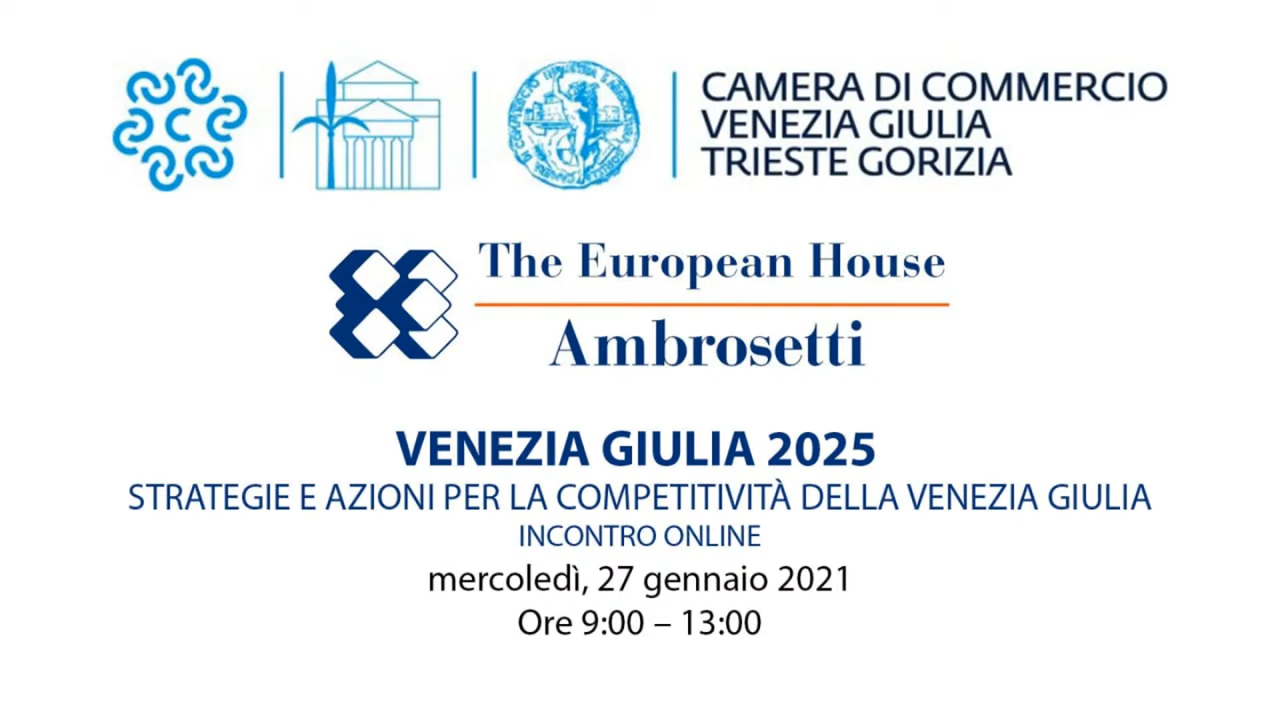 CAMERA DI COMMERCIO
VENEZIA GIULIA
TRIESTE GORIZIA
The European House
Ambrosetti
VENEZIA GIULIA 2025
STRATEGIE E AZIONI PER LA COMPETITIVITÀ DELLA VENEZIA GIULIA
INCONTRO ONLINE
mercoledì, 27 gennaio 2021
Ore 9:00 – 13:00